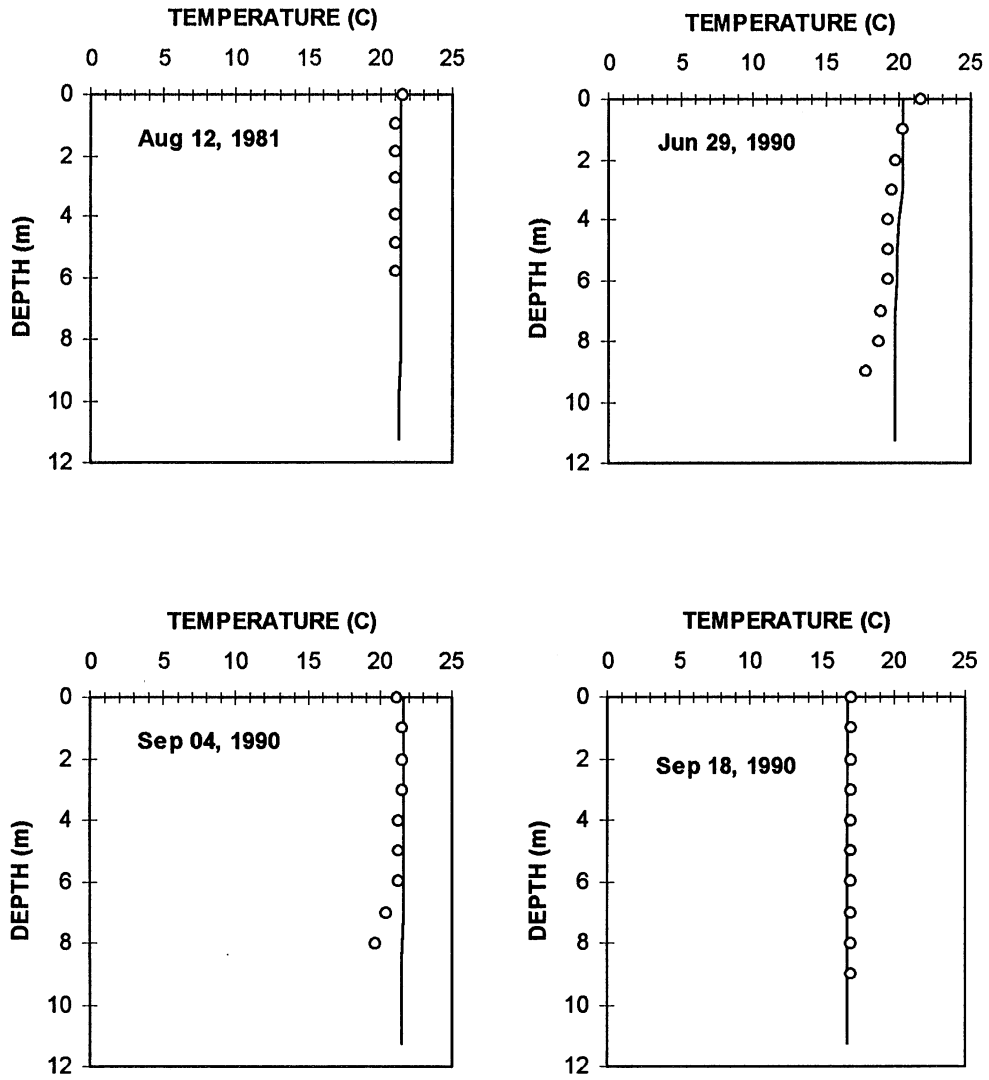 TEMPERATURE (C)
0 5 10 15 20 25
0
2
4
6
8
10
12
DEPTH (m)
Aug 12, 1981
TEMPERATURE (C)
0 5 10 15 20 25
0
2
4
6
8
10
12
DEPTH (m)
Jun 29, 1990
TEMPERATURE (C)
0 5 10 15 20 25
0
2
4
6
8
10
12
DEPTH (m)
Sep 04, 1990
TEMPERATURE (C)
0 5 10 15 20 25
0
2
4
6
8
10
12
DEPTH (m)
Sep 18, 1990